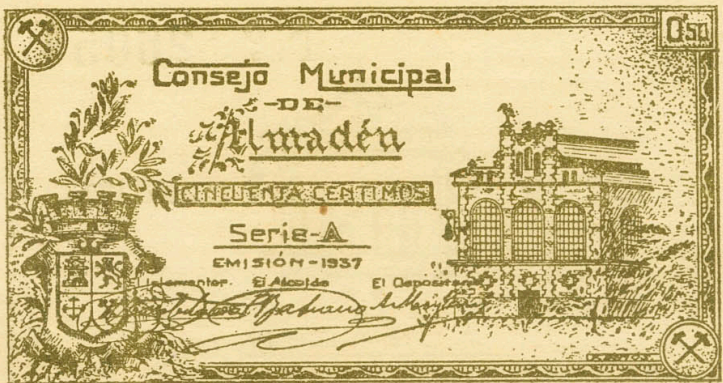 0'50
Consejo Municipal
-DE-
Almadén
CINCUENTA CENTIMOS
Serie-A
EMISIÓN-1937
El Alcalde El Depositario